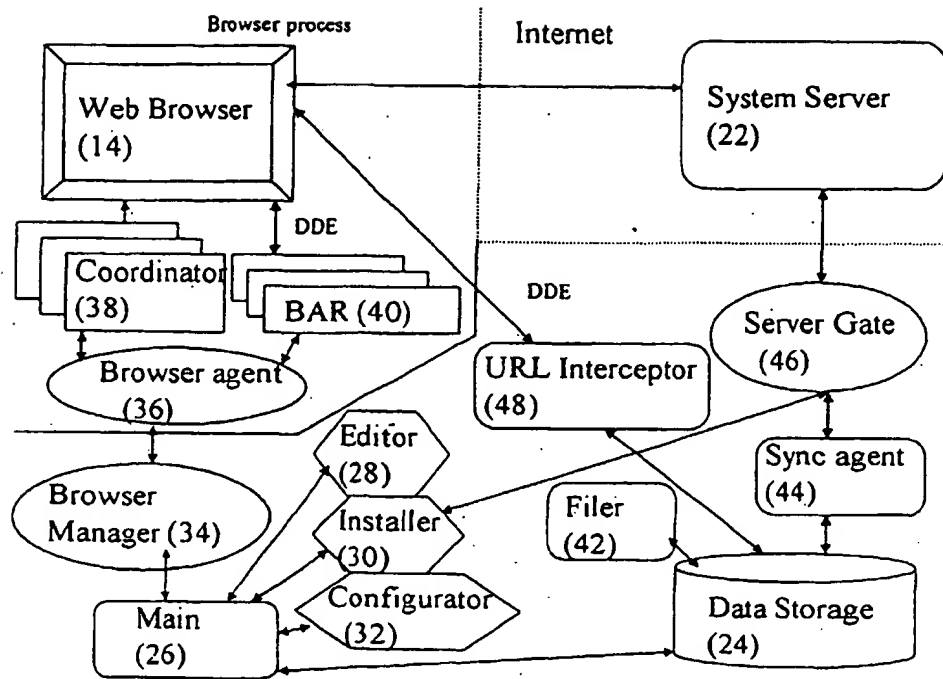 Browser process
Internet
Web Browser
(14)
System Server
(22)
DDE
Coordinator
(38)
BAR (40)
DDE
Server Gate
(46)
Browser agent
(36)
URL Interceptor
(48)
Editor
(28)
Sync agent
(44)
Browser
Manager (34)
Installer
(30)
Filer
(42)
Configurator
(32)
Main
(26)
Data Storage
(24)